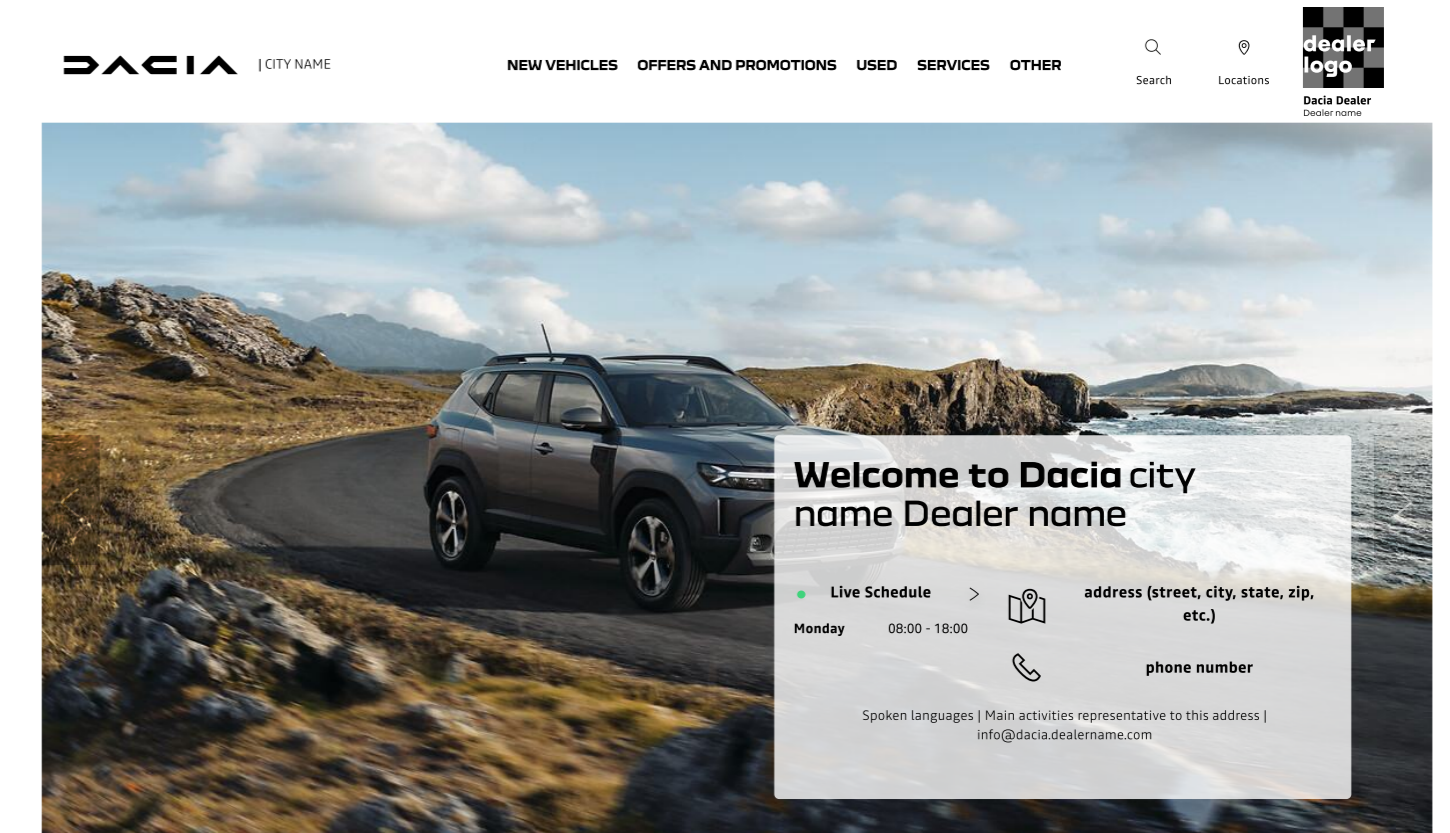 DACIA
| CITY NAME
NEW VEHICLES OFFERS AND PROMOTIONS USED SERVICES OTHER
Search
Locations
dealer
logo
Dacia Dealer
Dealer name
Welcome to Dacia city
name Dealer name
Live Schedule
Monday 08:00 - 18:00
address (street, city, state, zip,
etc.)
phone number
Spoken languages | Main activities representative to this address |
info@dacia.dealername.com